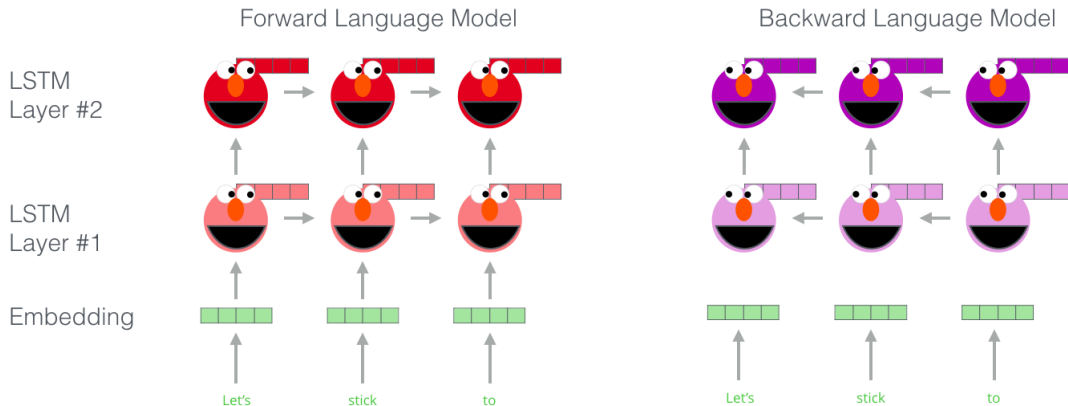 Forward Language Model
Backward Language Model
LSTM
Layer #2
LSTM
Layer #1
Embedding
Let's stick to
Let's stick to